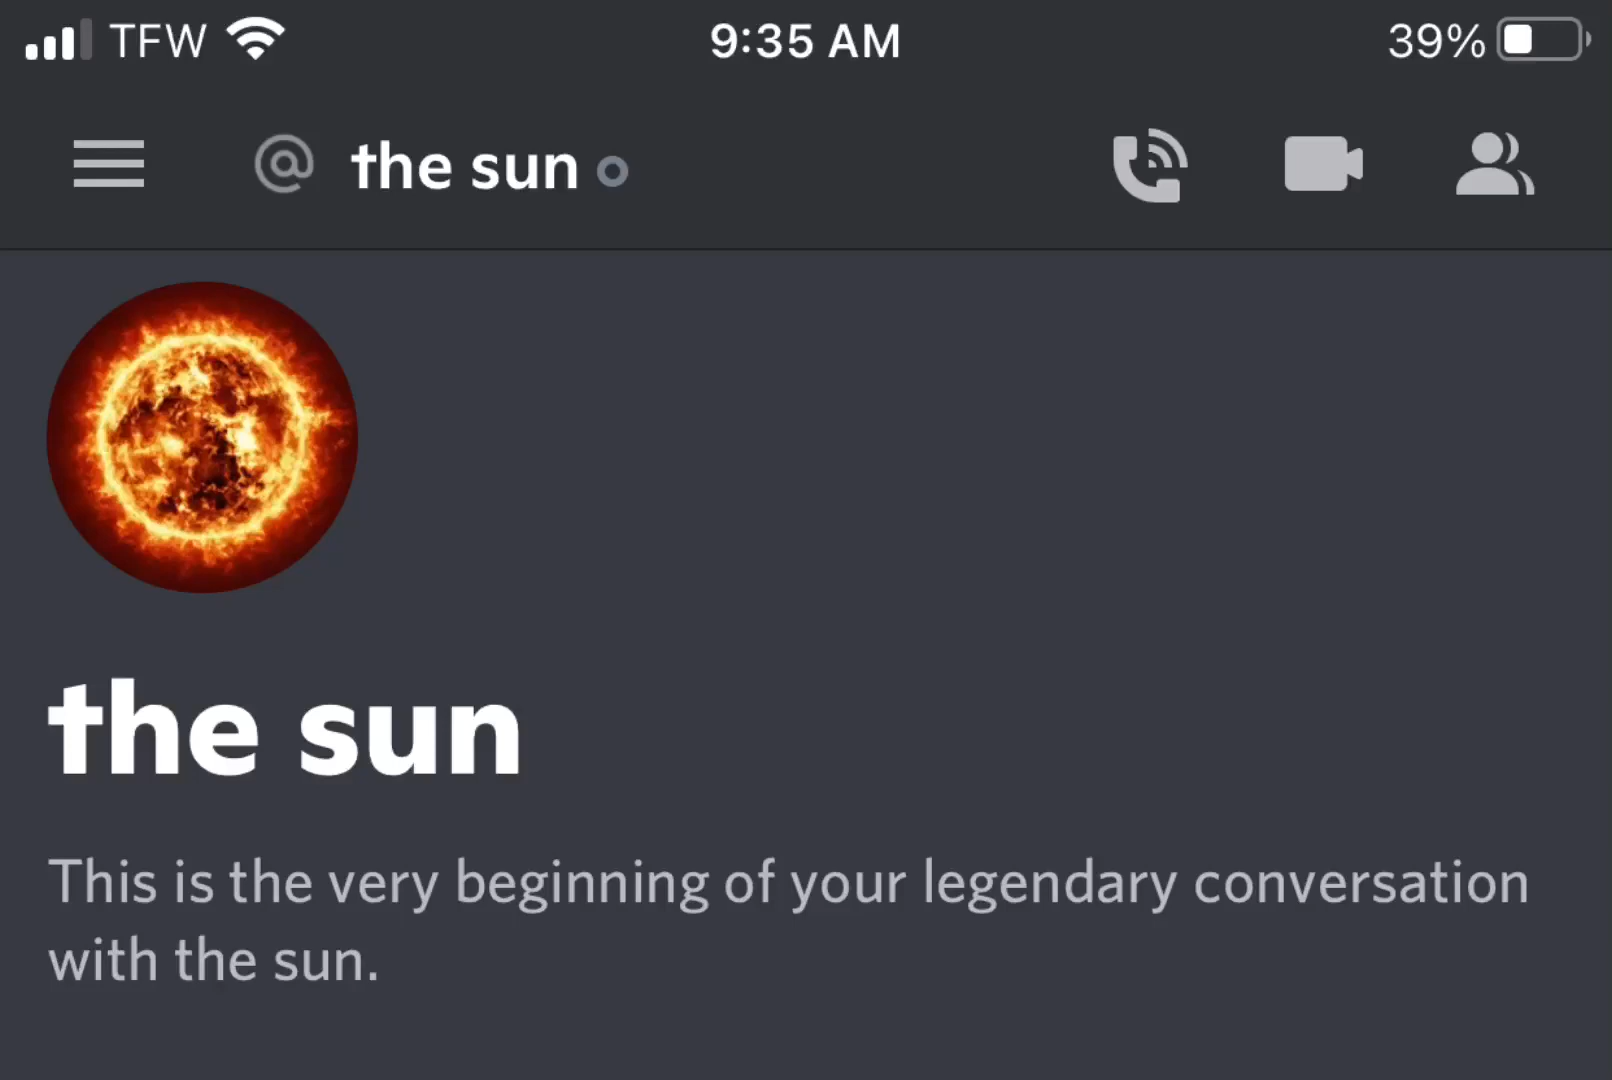 TFW 9:35 AM 39%
@ the sun
the sun
This is the very beginning of your legendary conversation
with the sun.